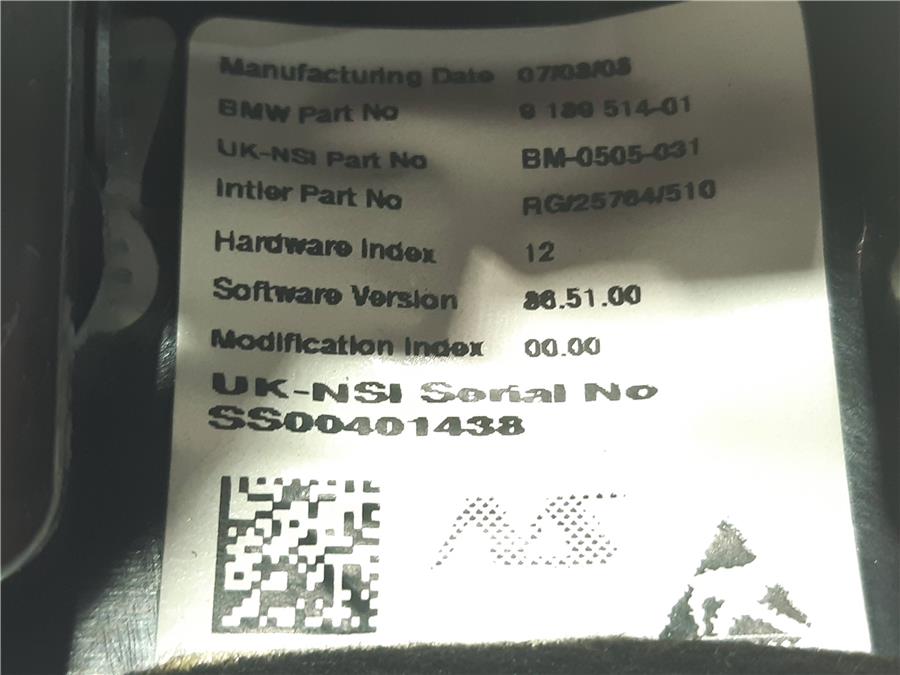 Manufacturing Date 07/08/05
BMW Part No 9 180 514-01
UK-NSI Part No BM-0505-031
Intier Part No RG/25764/510
Hardware Index 12
Software Version 86.51.00
Modification Index 00.00
UK-NSI Serial No
SS00401438